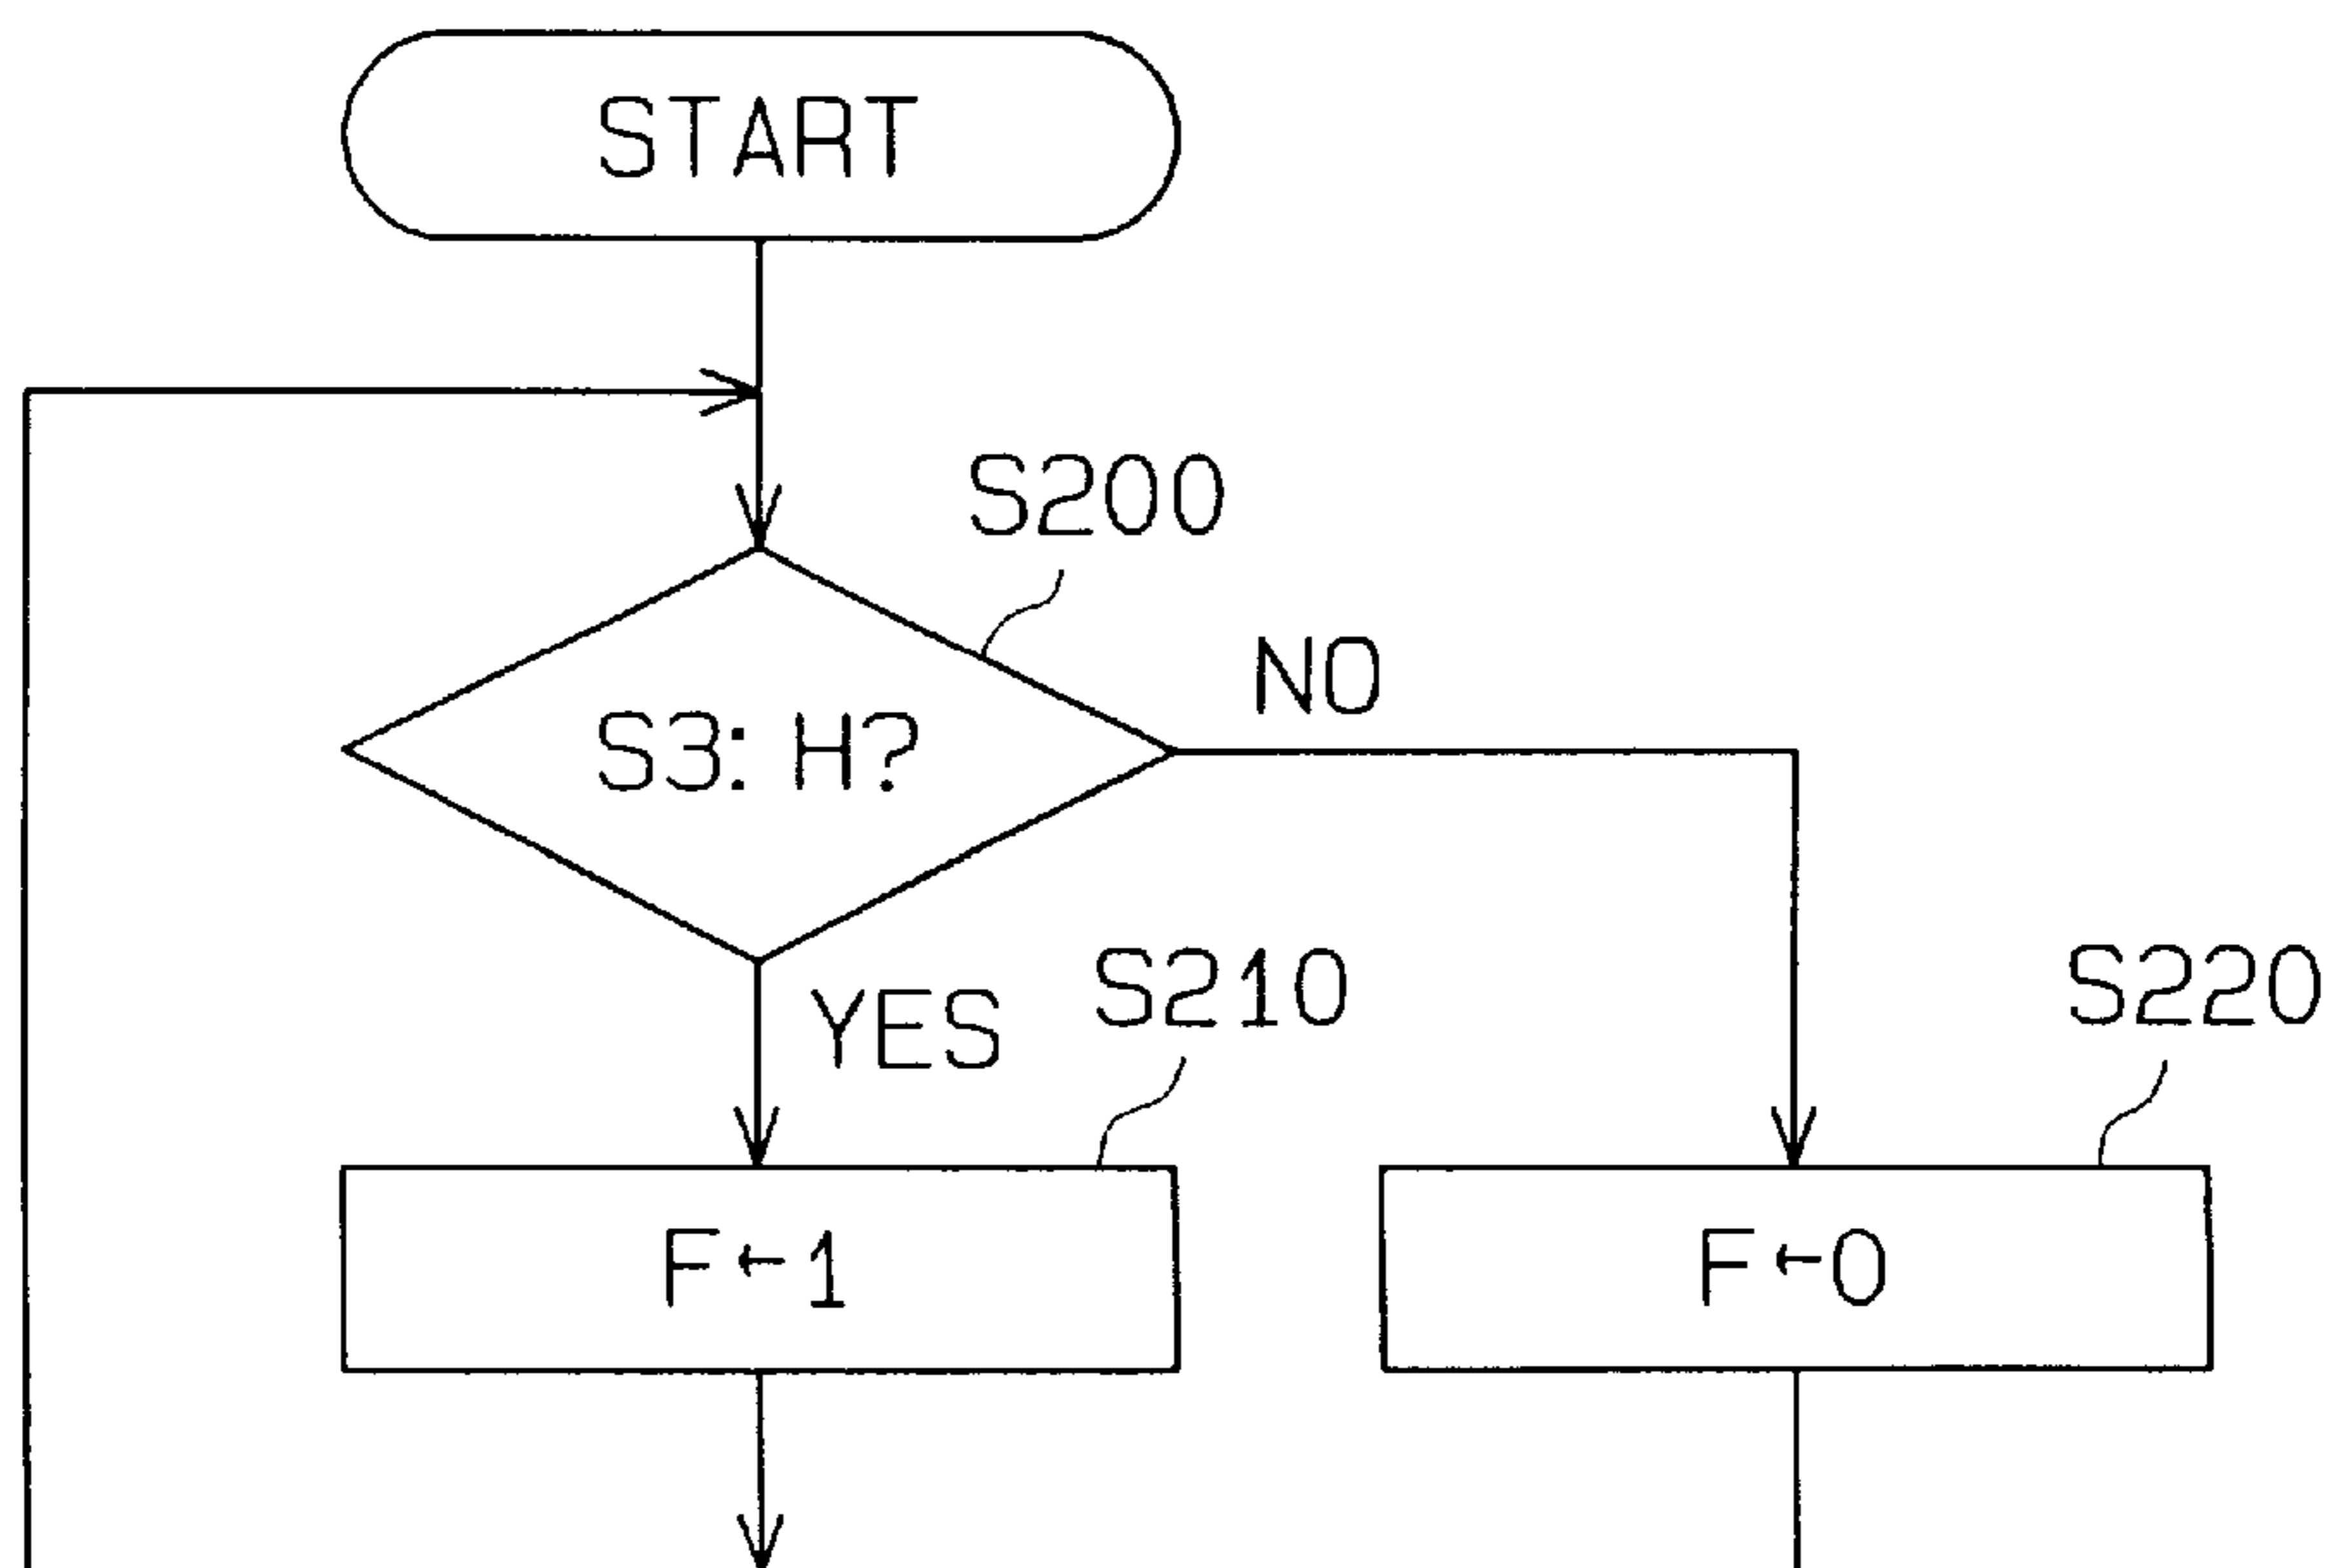 START
S200
NO
S3: H?
YES
S210
S220
F←1
F←0